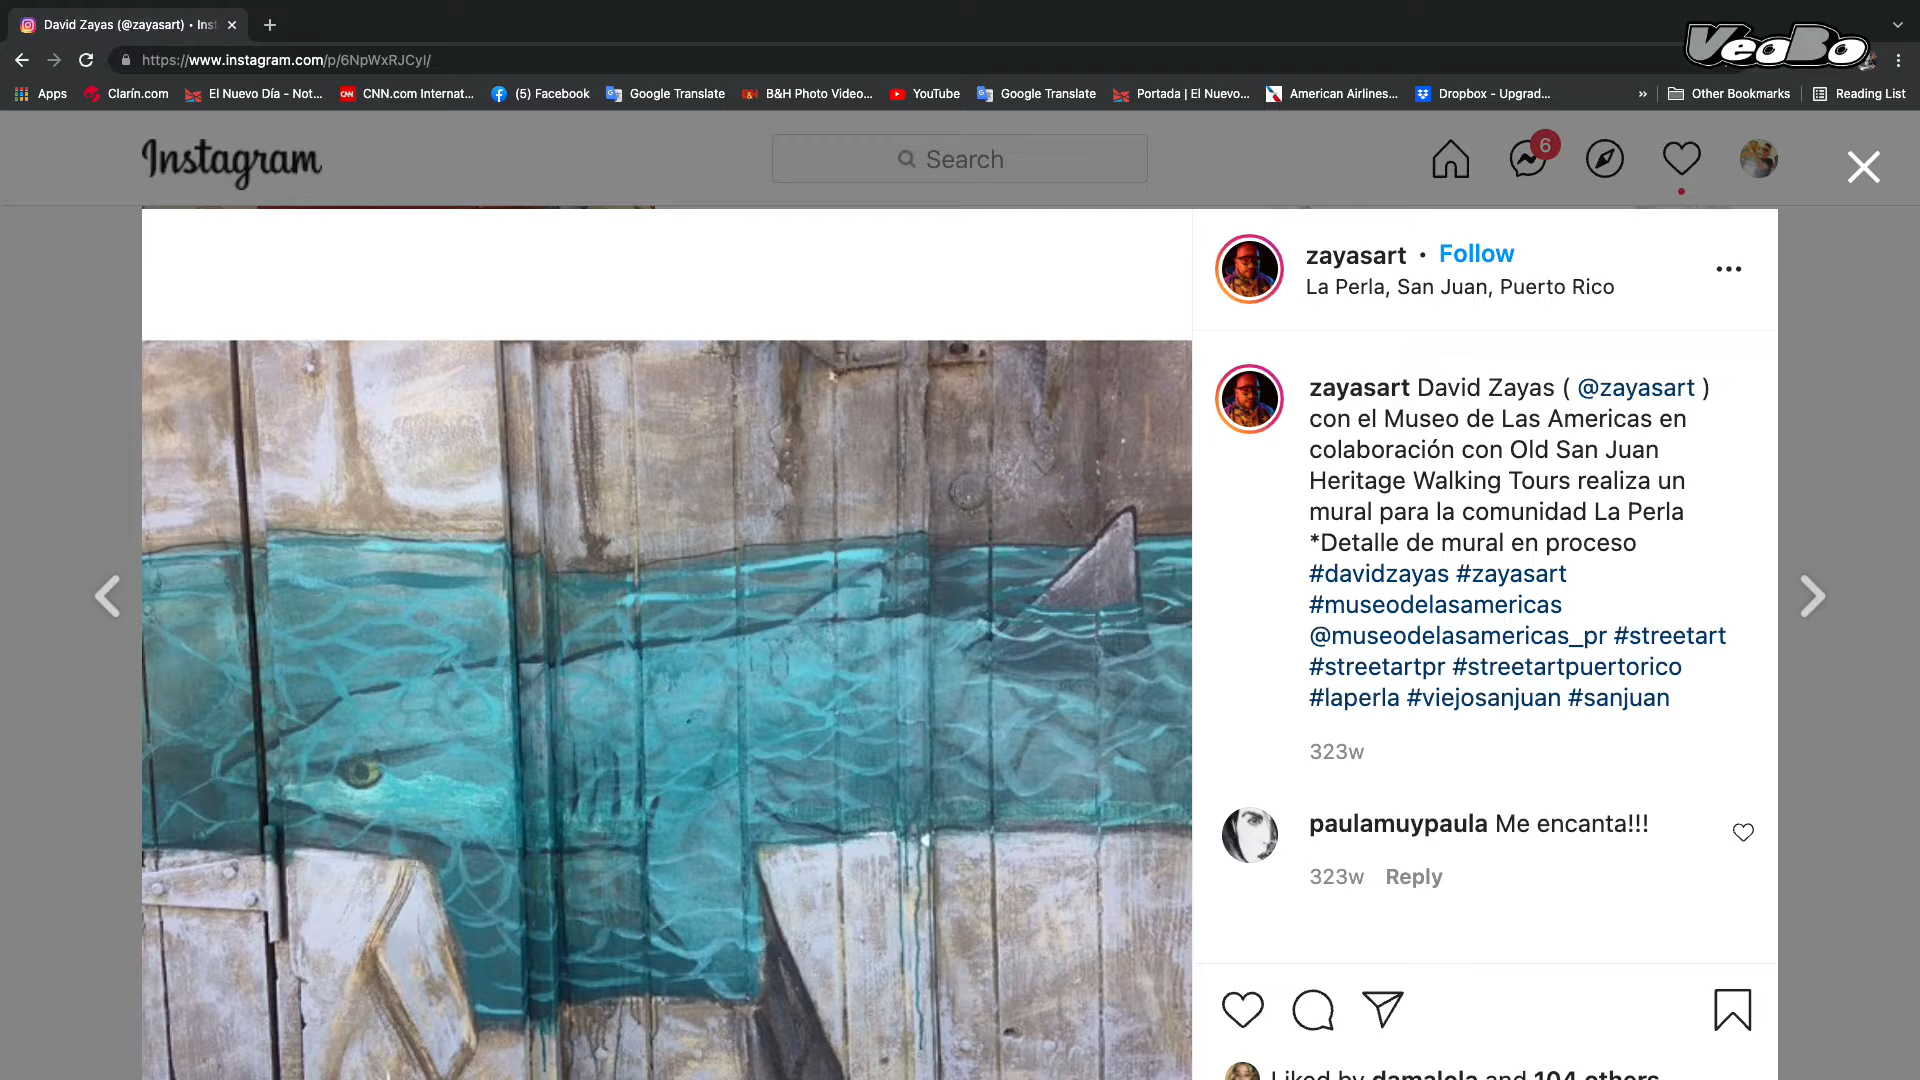 David Zayas (@zayasart) • Inst
VeoBo
https://www.instagram.com/p/6NpWxRJCyI/
Apps
Clarín.com
El Nuevo Día - Not...
CNN.com Internat...
(5) Facebook
Google Translate
B&H Photo Video...
YouTube
Google Translate
Portada | El Nuevo...
American Airlines...
Dropbox - Upgrad...
»
Other Bookmarks
Reading List
Instagram
Search
6
zayasart • Follow
La Perla, San Juan, Puerto Rico
zayasart David Zayas ( @zayasart )
con el Museo de Las Americas en
colaboración con Old San Juan
Heritage Walking Tours realiza un
mural para la comunidad La Perla
*Detalle de mural en proceso
#davidzayas #zayasart
#museodelasamericas
@museodelasamericas_pr #streetart
#streetartpr #streetartpuertorico
#laperla #viejosanjuan #sanjuan
323w
paulamuypaula Me encanta!!!
323w Reply
Liked by damalola and 104 others